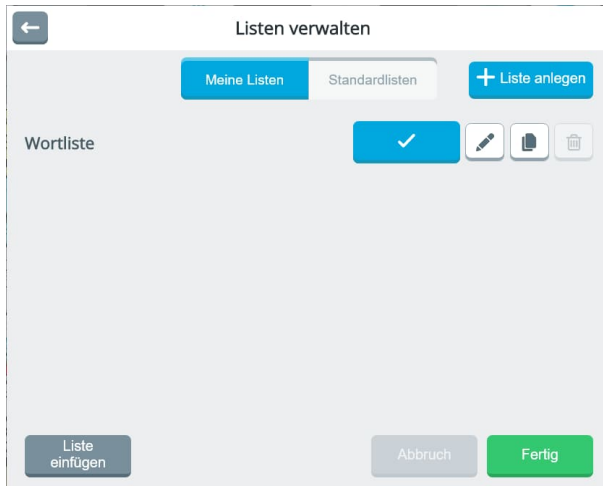 Listen verwalten
Meine Listen
Standardlisten
Liste anlegen
Wortliste
Liste
einfügen
Abbruch
Fertig